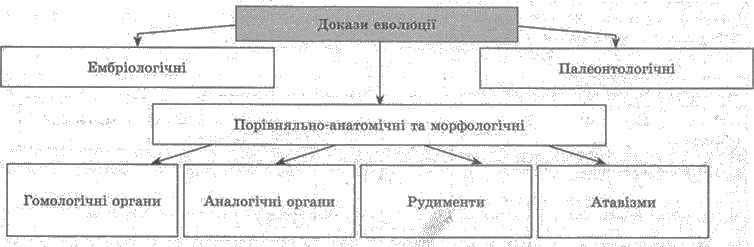 Докази еволюції
Ембріологічні
Палеонтологічні
Порівняльно-анатомічні та морфологічні
Гомологічні органи
Аналогічні органи
Рудименти
Атавізми